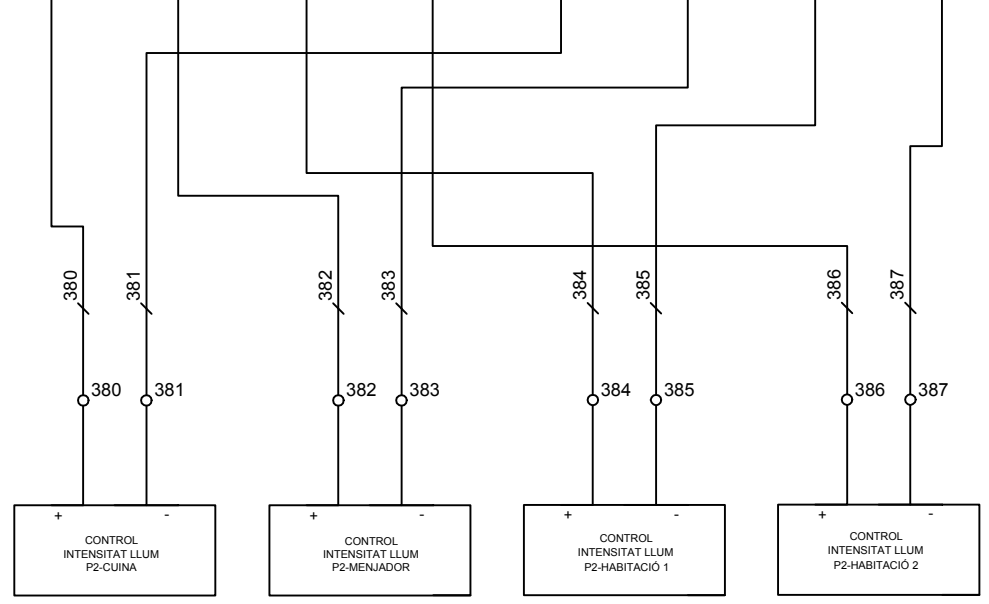 380
381
382
383
384
385
386
387
380
381
382
383
384
385
386
387
+ -
CONTROL
INTENSITAT LLUM
P2-CUINA
+ -
CONTROL
INTENSITAT LLUM
P2-MENJADOR
+ -
CONTROL
INTENSITAT LLUM
P2-HABITACIÓ 1
+ -
CONTROL
INTENSITAT LLUM
P2-HABITACIÓ 2